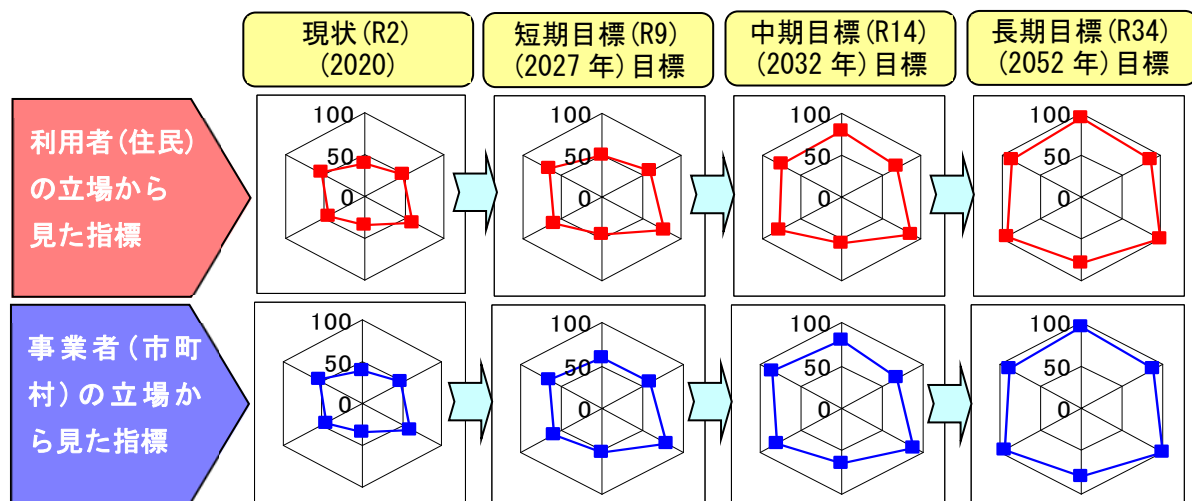 現状(R2)
(2020)
短期目標(R9)
(2027年)目標
中期目標(R14)
(2032年)目標
長期目標(R34)
(2052年)目標
利用者(住民)
の立場から
見た指標
100
50
0
100
50
0
100
50
0
100
50
0
事業者(市町
村)の立場か
ら見た指標
100
50
0
100
50
0
100
50
0
100
50
0